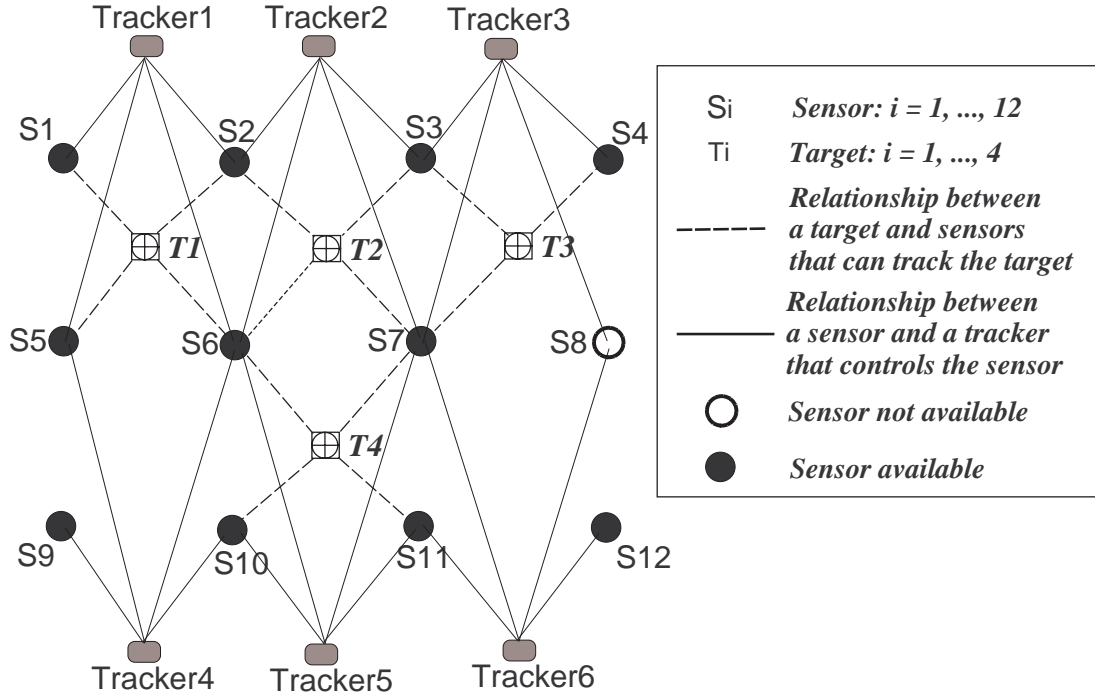 Tracker1
Tracker2
Tracker3
S1
S2
S3
S4
T1
T2
T3
S5
S6
S7
S8
T4
S9
S10
S11
S12
Tracker4
Tracker5
Tracker6
Si Sensor: i = 1, ..., 12
Ti Target: i = 1, ..., 4
Relationship between
a target and sensors
that can track the target
Relationship between
a sensor and a tracker
that controls the sensor
Sensor not available
Sensor available